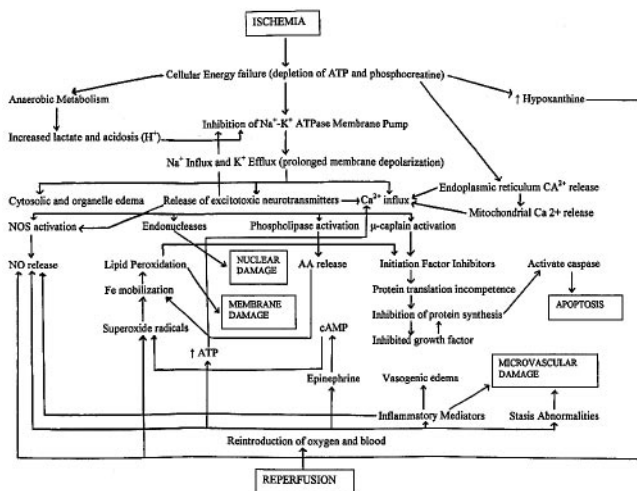 ISCHEMIA
Cellular Energy failure (depletion of ATP and phosphocreatine)
Anaerobic Metabolism
↑ Hypoxanthine
Increased lactate and acidosis (H⁺)
Inhibition of Na⁺-K⁺ ATPase Membrane Pump
Na⁺ Influx and K⁺ Efflux (prolonged membrane depolarization)
Endoplasmic reticulum CA²⁺ release
Cytosolic and organelle edema
Release of excitotoxic neurotransmitters
Ca²⁺ influx
Mitochondrial Ca 2+ release
NOS activation
Endonucleases
Phospholipase activation
μ-caplain activation
NO release
Lipid Peroxidation
NUCLEAR
DAMAGE
AA release
Initiation Factor Inhibitors
Activate caspase
Fe mobilization
MEMBRANE
DAMAGE
Protein translation incompetence
APOPTOSIS
Superoxide radicals
cAMP
Inhibition of protein synthesis
Inhibited growth factor
↑ ATP
MICROVASCULAR
DAMAGE
Epinephrine
Vasogenic edema
Inflammatory Mediators
Stasis Abnormalities
Reintroduction of oxygen and blood
REPERFUSION